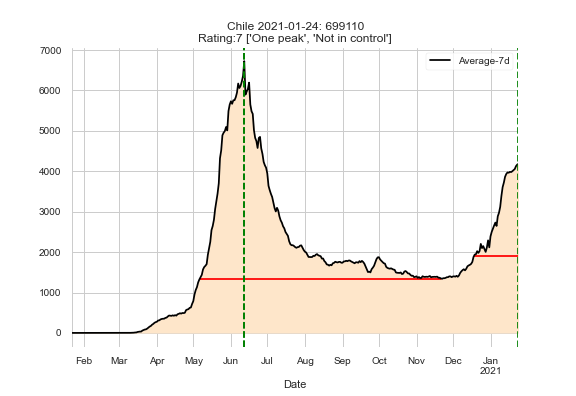 Chile 2021-01-24: 699110
Rating:7 ['One peak', 'Not in control']
7000
Average-7d
6000
5000
4000
3000
2000
1000
0
Feb Mar Apr May Jun Jul Aug Sep Oct Nov Dec Jan
2021
Date